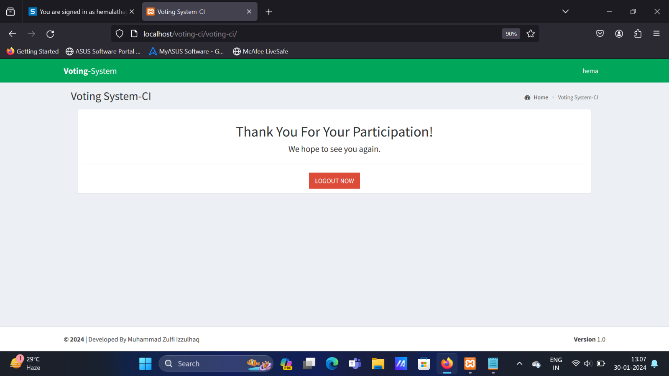 You are signed in as hemalatha
Voting System-CI
localhost/voting-ci/voting-ci/
90%
Getting Started
ASUS Software Portal ...
MyASUS Software - G...
McAfee LiveSafe
Voting-System
hema
Voting System-CI
Home > Voting System-CI
Thank You For Your Participation!
We hope to see you again.
LOGOUT NOW
© 2024 | Developed By Muhammad Zulfi Izzulhaq
Version 1.0
1
29°C
Haze
Search
ENG
IN
13:07
30-01-2024